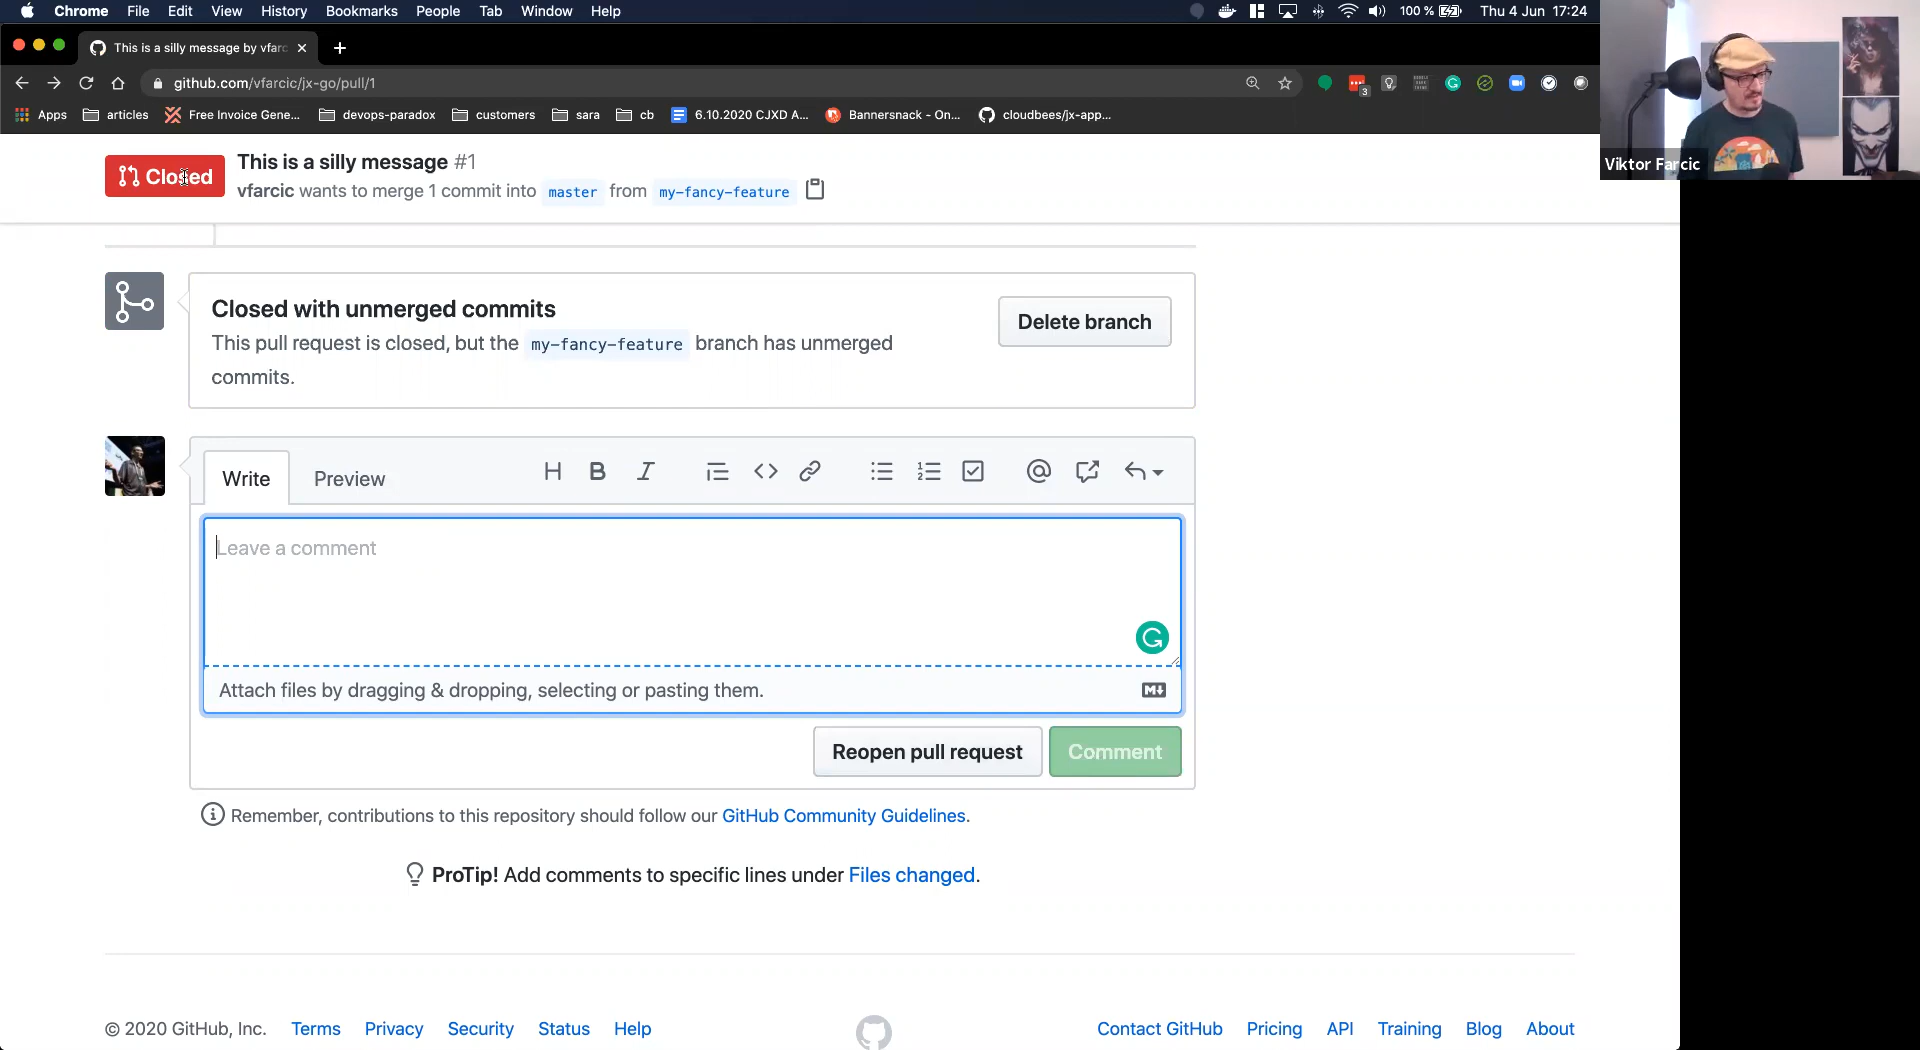 Chrome File Edit View History Bookmarks People Tab Window Help 100 % Thu 4 Jun 17:24
This is a silly message by vfarc
github.com/vfarcic/jx-go/pull/1
3
Apps articles Free Invoice Gene... devops-paradox customers sara cb 6.10.2020 CJXD A... Bannersnack - On... cloudbees/jx-app...
Viktor Farcic
Closed
This is a silly message #1
vfarcic wants to merge 1 commit into master from my-fancy-feature
Closed with unmerged commits
This pull request is closed, but the my-fancy-feature branch has unmerged
commits.
Delete branch
Write Preview
Leave a comment
Attach files by dragging & dropping, selecting or pasting them.
Reopen pull request Comment
Remember, contributions to this repository should follow our GitHub Community Guidelines.
ProTip! Add comments to specific lines under Files changed.
© 2020 GitHub, Inc. Terms Privacy Security Status Help Contact GitHub Pricing API Training Blog About